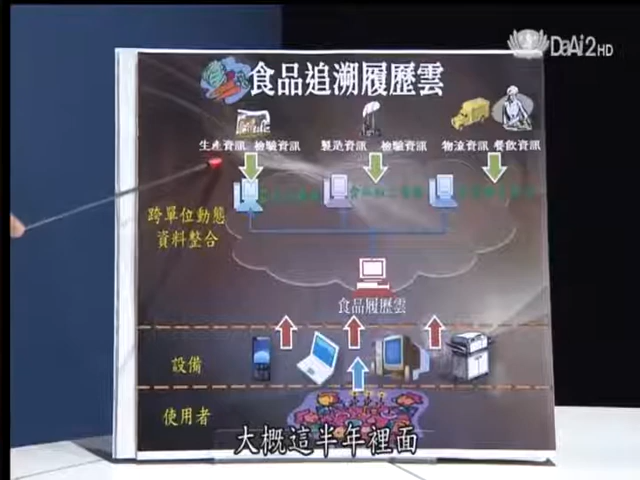 DaAi2HD
食品追溯履歷雲
生產資訊 檢驗資訊 製造資訊 檢驗資訊 物流資訊 餐飲資訊
跨單位動態
資料整合
食品履歷雲
設備
使用者
大概這半年裡面